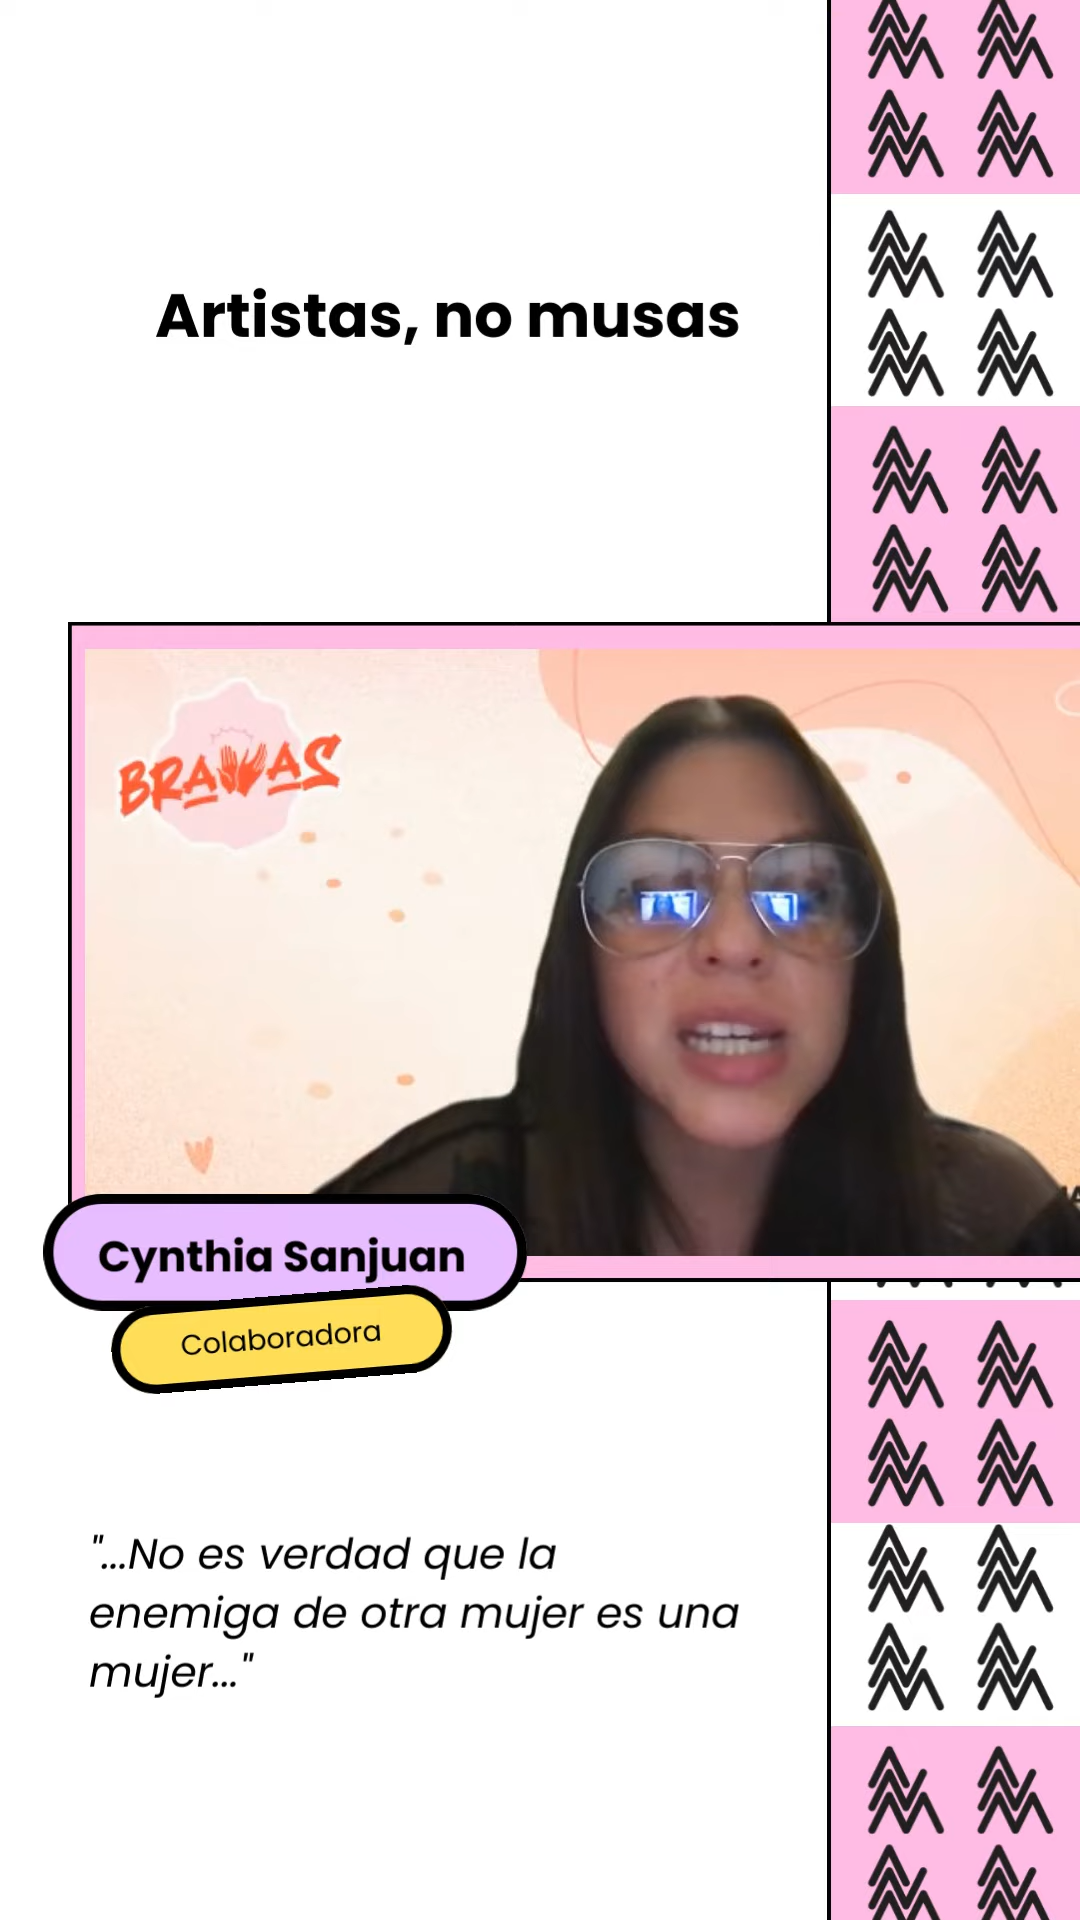 Artistas, no musas
BRAVAS
Cynthia Sanjuan
Colaboradora
"...No es verdad que la
enemiga de otra mujer es una
mujer..."